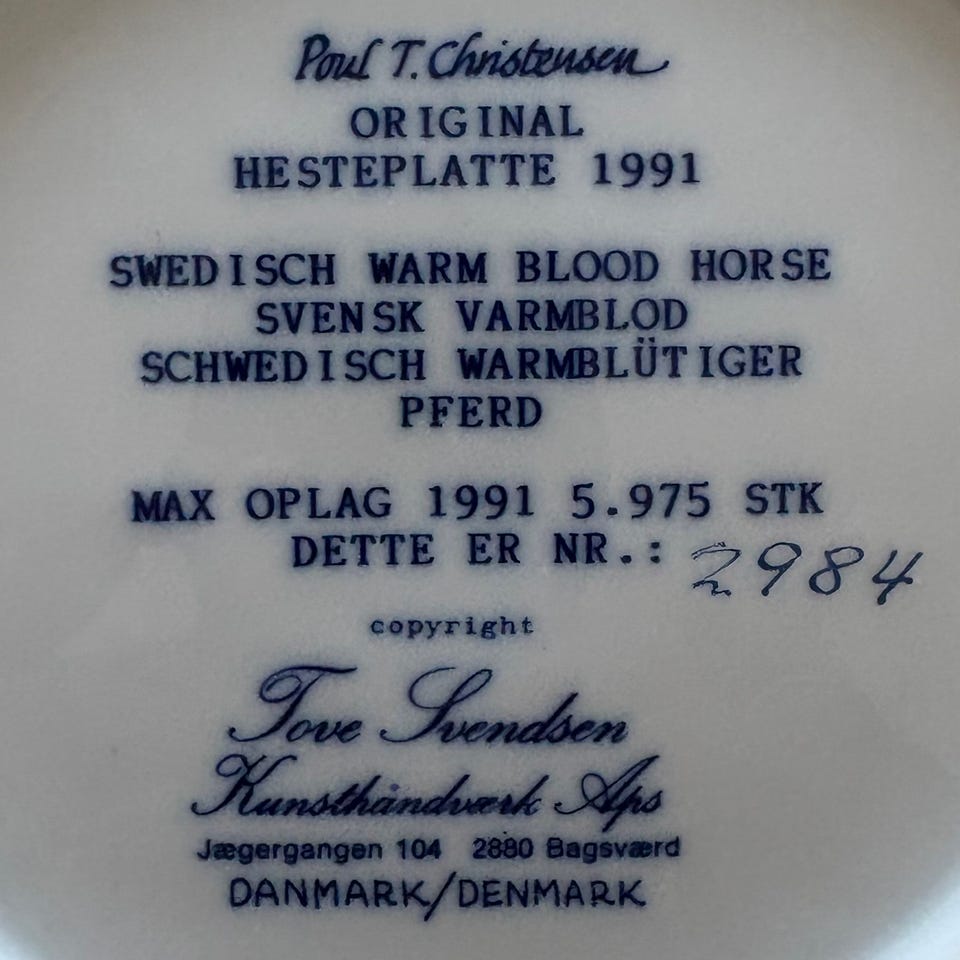 Poul T. Christensen
ORIGINAL
HESTEPLATTE 1991
SWEDISCH WARM BLOOD HORSE
SVENSK VARMBLOD
SCHWEDISCH WARMBLÜTIGER
PFERD
MAX OPLAG 1991 5.975 STK
DETTE ER NR.: 2984
copyright
Tove Svendsen
Kunsthåndværk Aps
Jægergangen 104 2880 Bagsværd
DANMARK/DENMARK